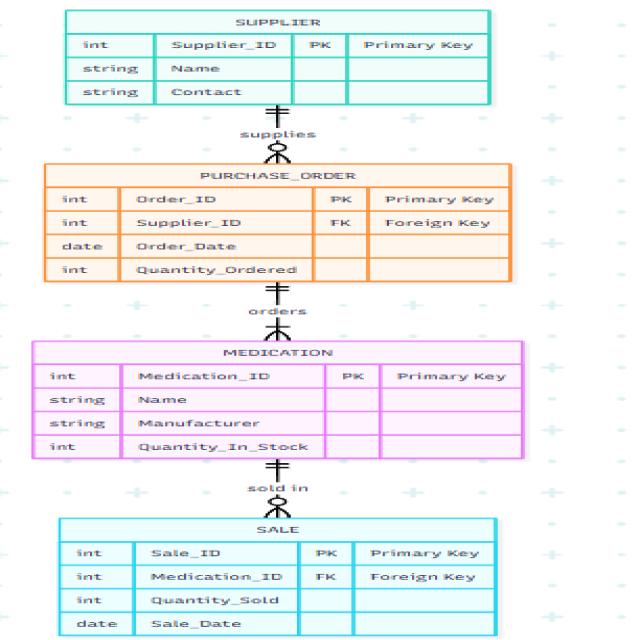 SUPPLIER
int Supplier_ID PK Primary Key
string Name
string Contact
supplies
PURCHASE_ORDER
int Order_ID PK Primary Key
int Supplier_ID FK Foreign Key
date Order_Date
int Quantity_Ordered
orders
MEDICATION
int Medication_ID PK Primary Key
string Name
string Manufacturer
int Quantity_In_Stock
sold in
SALE
int Sale_ID PK Primary Key
int Medication_ID FK Foreign Key
int Quantity_Sold
date Sale_Date